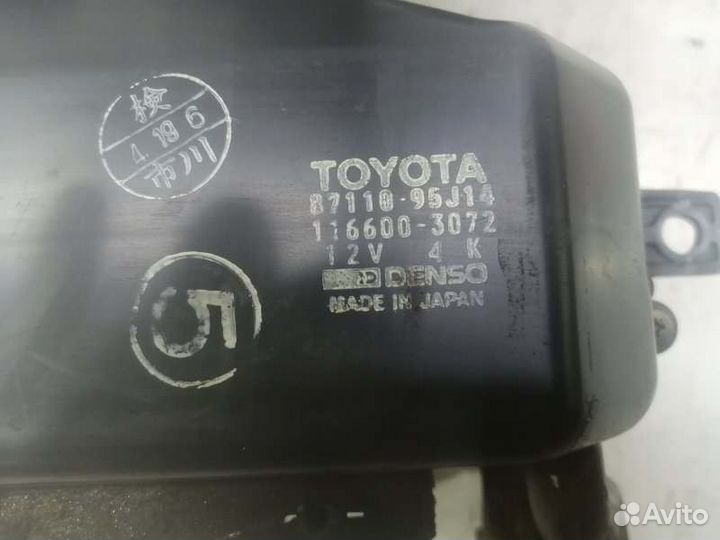 検
4 18 6
市川
TOYOTA
87110-95J14
116600-3072
12V 4 K
DENSO
MADE IN JAPAN
5
Avito